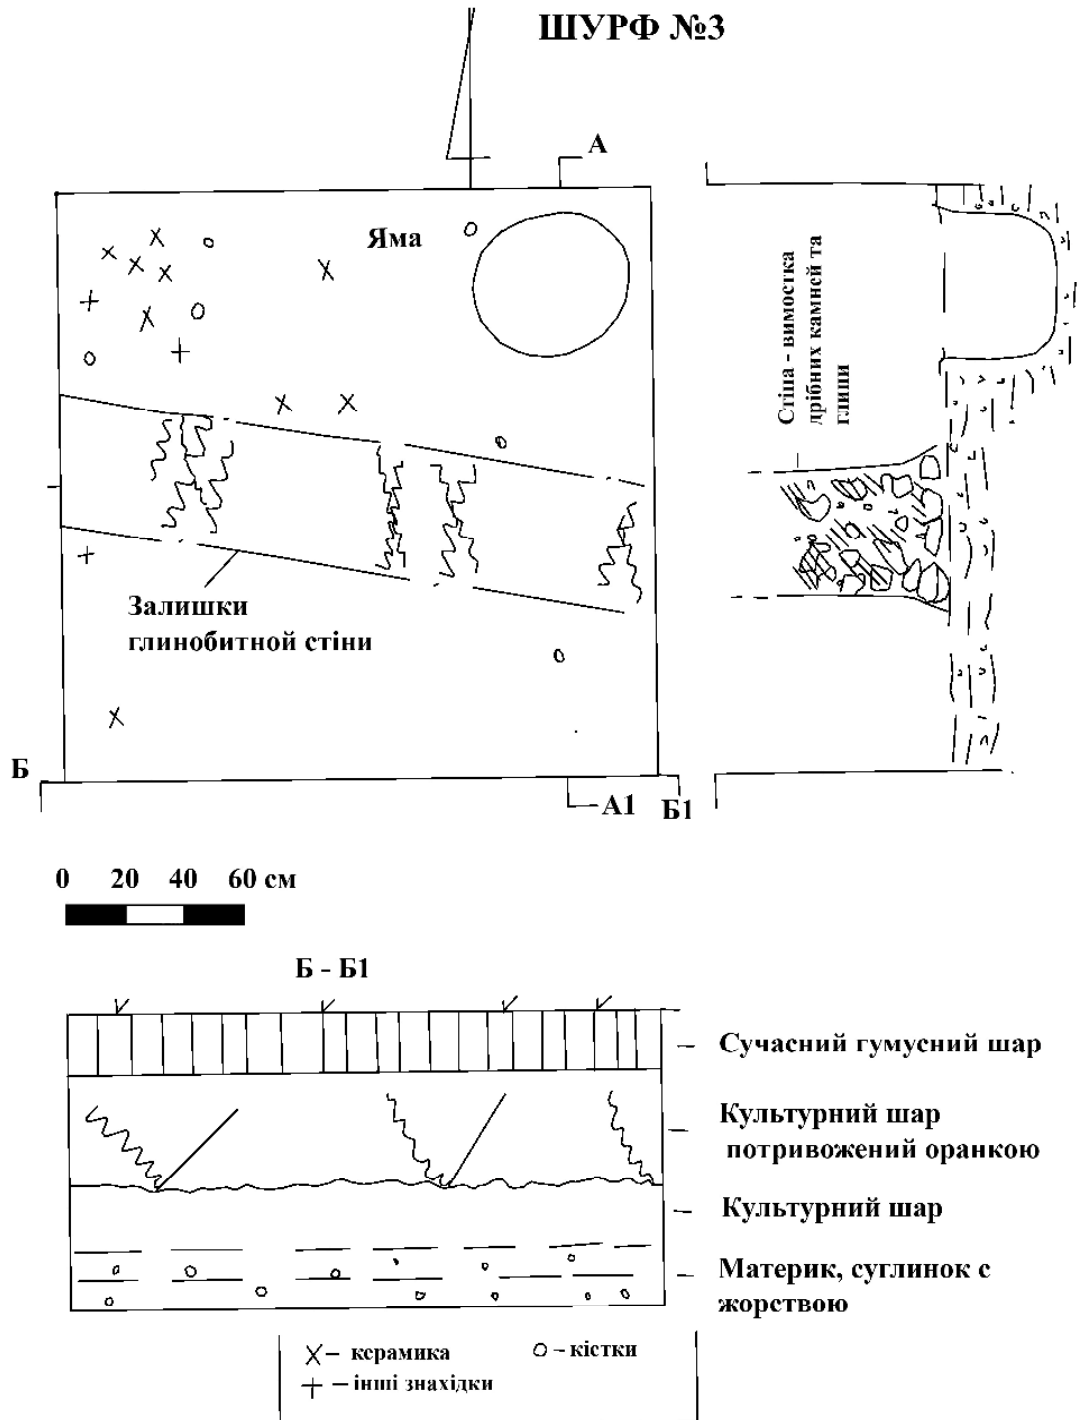 ШУРФ №3
А
Яма
Стіна - вимостка
дрібних камней та
глини
Залишки
глинобитной стіни
Б
А1
Б1
0 20 40 60 см
Б - Б1
Сучасний гумусний шар
Культурний шар
потривожений оранкою
Культурний шар
Материк, суглинок с
жорствою
X – керамика
О – кістки
+ – інші знахідки